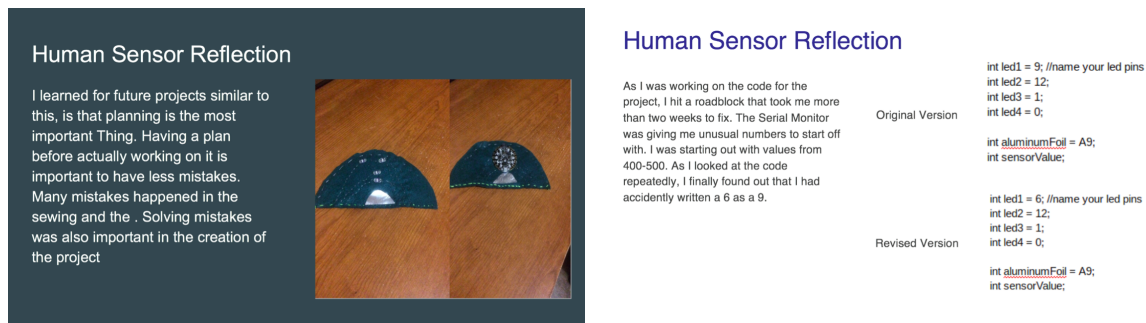 Human Sensor Reflection
I learned for future projects similar to
this, is that planning is the most
important Thing. Having a plan
before actually working on it is
important to have less mistakes.
Many mistakes happened in the
sewing and the . Solving mistakes
was also important in the creation of
the project
Human Sensor Reflection
As I was working on the code for the
project, I hit a roadblock that took me more
than two weeks to fix. The Serial Monitor
was giving me unusual numbers to start off
with. I was starting out with values from
400-500. As I looked at the code
repeatedly, I finally found out that I had
accidently written a 6 as a 9.
Original Version
int led1 = 9; //name your led pins
int led2 = 12;
int led3 = 1;
int led4 = 0;
int aluminumFoil = A9;
int sensorValue;
Revised Version
int led1 = 6; //name your led pins
int led2 = 12;
int led3 = 1;
int led4 = 0;
int aluminumFoil = A9;
int sensorValue;